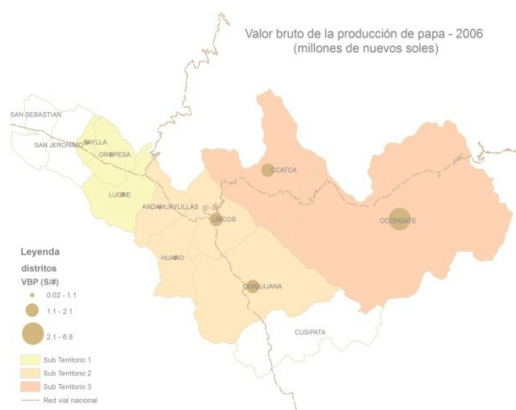 Valor bruto de la producción de papa - 2006
(millones de nuevos soles)
SAN SEBASTIAN
SAN JERONIMO
SAYLLA
OROPESA
CCATCA
LUCRE
ANDAHUAYLILLAS
URCOS
OCONGATE
HUARO
QUIQUIJANA
CUSIPATA
Leyenda
distritos
VBP (S/#)
0.02 - 1.1
1.1 - 2.1
2.1 - 6.8
Sub Territorio 1
Sub Territorio 2
Sub Territorio 3
Red vial nacional